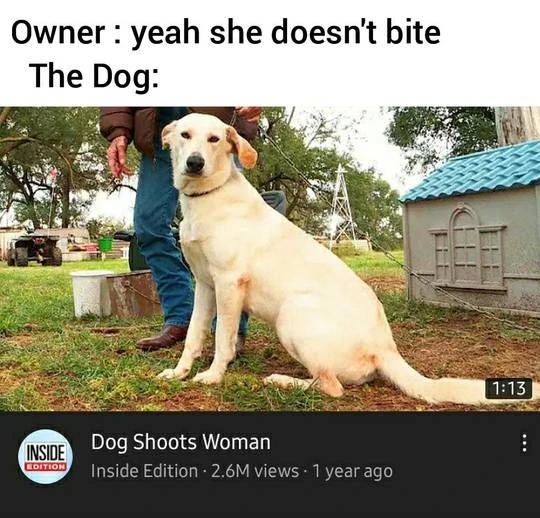 Owner : yeah she doesn't bite
The Dog:
1:13
INSIDE
EDITION
Dog Shoots Woman
Inside Edition · 2.6M views · 1 year ago